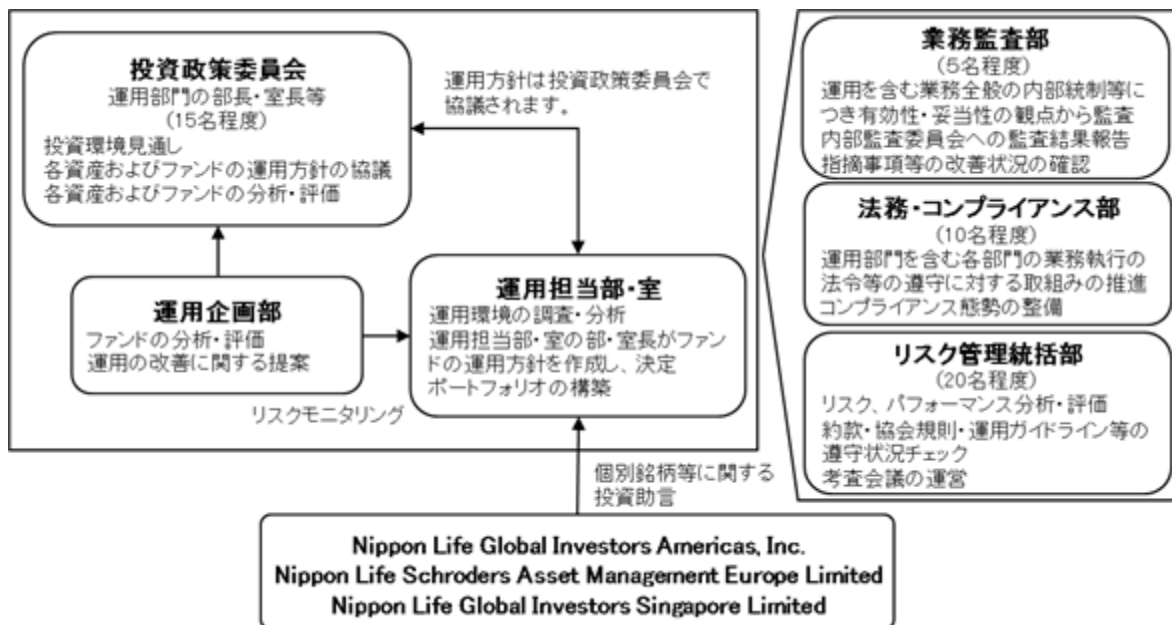 投資政策委員会
運用部門の部長・室長等
(15名程度)
投資環境見通し
各資産およびファンドの運用方針の協議
各資産およびファンドの分析・評価
運用方針は投資政策委員会で
協議されます。
運用企画部
ファンドの分析・評価
運用の改善に関する提案
リスクモニタリング
運用担当部・室
運用環境の調査・分析
運用担当部・室の部・室長がファン
ドの運用方針を作成し、決定
ポートフォリオの構築
個別銘柄等に関する
投資助言
Nippon Life Global Investors Americas, Inc.
Nippon Life Schroders Asset Management Europe Limited
Nippon Life Global Investors Singapore Limited
業務監査部
(5名程度)
運用を含む業務全般の内部統制等に
つき有効性・妥当性の観点から監査
内部監査委員会への監査結果報告
指摘事項等の改善状況の確認
法務・コンプライアンス部
(10名程度)
運用部門を含む各部門の業務執行の
法令等の遵守に対する取組みの推進
コンプライアンス態勢の整備
リスク管理統括部
(20名程度)
リスク、パフォーマンス分析・評価
約款・協会規則・運用ガイドライン等の
遵守状況チェック
考査会議の運営